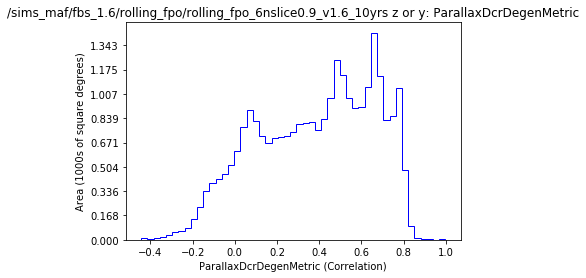 /sims_maf/fbs_1.6/rolling_fpo/rolling_fpo_6nslice0.9_v1.6_10yrs z or y: ParallaxDcrDegenMetric
1.343
1.175
1.007
0.839
0.671
0.504
0.336
0.168
0.000
Area (1000s of square degrees)
−0.4 −0.2 0.0 0.2 0.4 0.6 0.8 1.0
ParallaxDcrDegenMetric (Correlation)